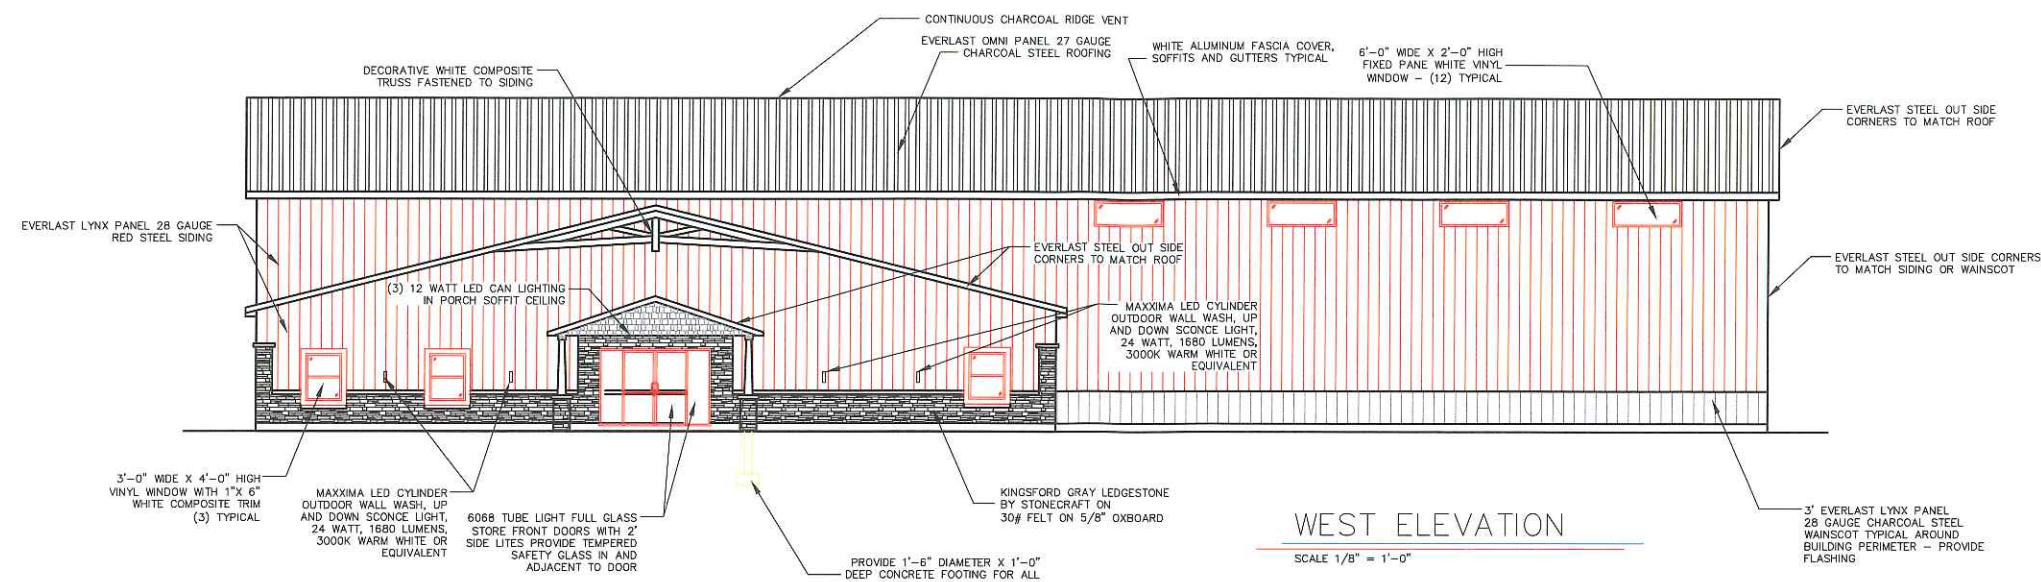 CONTINUOUS CHARCOAL RIDGE VENT
EVERLAST OMNI PANEL 27 GAUGE
CHARCOAL STEEL ROOFING
WHITE ALUMINUM FASCIA COVER,
SOFFITS AND GUTTERS TYPICAL
6'-0" WIDE X 2'-0" HIGH
FIXED PANE WHITE VINYL
WINDOW - (12) TYPICAL
DECORATIVE WHITE COMPOSITE
TRUSS FASTENED TO SIDING
EVERLAST STEEL OUT SIDE
CORNERS TO MATCH ROOF
EVERLAST LYNX PANEL 28 GAUGE
RED STEEL SIDING
EVERLAST STEEL OUT SIDE
CORNERS TO MATCH ROOF
EVERLAST STEEL OUT SIDE CORNERS
TO MATCH SIDING OR WAINSCOT
(3) 12 WATT LED CAN LIGHTING
IN PORCH SOFFIT CEILING
MAXXIMA LED CYLINDER
OUTDOOR WALL WASH, UP
AND DOWN SCONCE LIGHT,
24 WATT, 1680 LUMENS,
3000K WARM WHITE OR
EQUIVALENT
3'-0" WIDE X 4'-0" HIGH
VINYL WINDOW WITH 1"X 6"
WHITE COMPOSITE TRIM
(3) TYPICAL
MAXXIMA LED CYLINDER
OUTDOOR WALL WASH, UP
AND DOWN SCONCE LIGHT,
24 WATT, 1680 LUMENS,
3000K WARM WHITE OR
EQUIVALENT
6068 TUBE LIGHT FULL GLASS
STORE FRONT DOORS WITH 2'
SIDE LITES PROVIDE TEMPERED
SAFETY GLASS IN AND
ADJACENT TO DOOR
PROVIDE 1'-6" DIAMETER X 1'-0"
DEEP CONCRETE FOOTING FOR ALL
KINGSFORD GRAY LEDGESTONE
BY STONECRAFT ON
30# FELT ON 5/8" OXBOARD
WEST ELEVATION
SCALE 1/8" = 1'-0"
3' EVERLAST LYNX PANEL
28 GAUGE CHARCOAL STEEL
WAINSCOT TYPICAL AROUND
BUILDING PERIMETER - PROVIDE
FLASHING